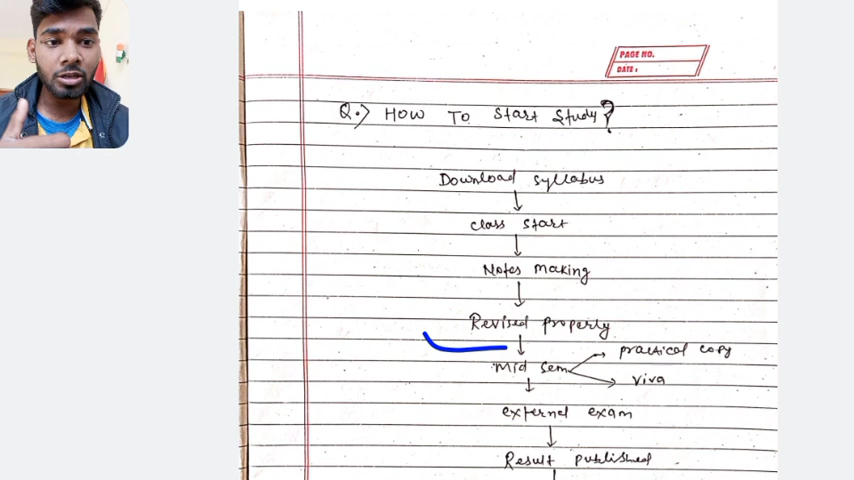 PAGE NO.
DATE :
Q.> HOW TO Start Study?
Download syllabus
class start
Notes making
Revised property
Mid sem
practical copy
viva
external exam
Result published